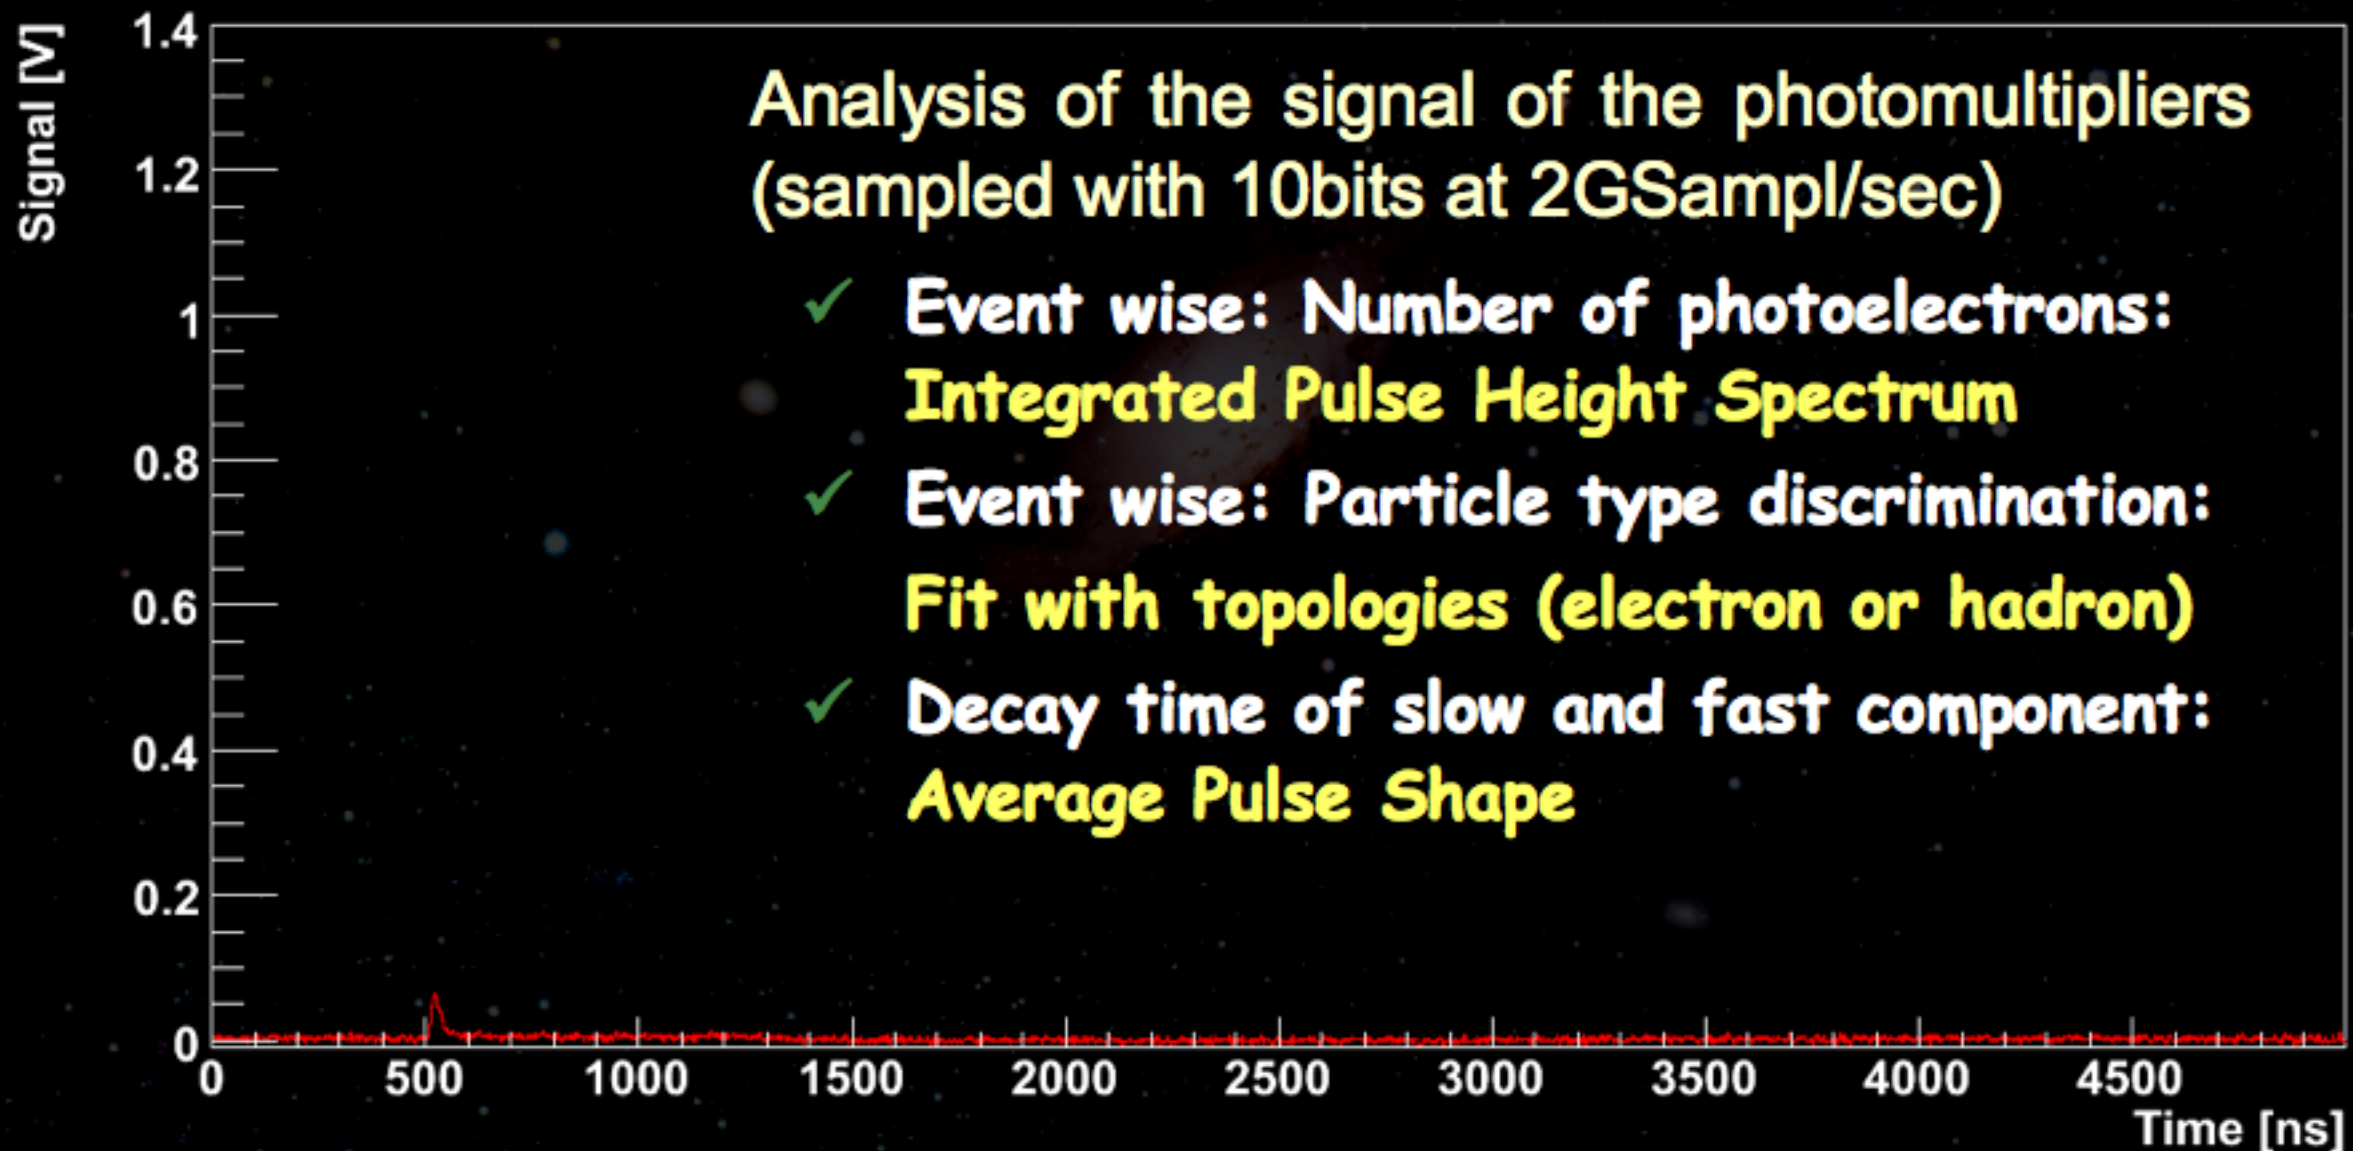 Signal [V]
1.4
1.2
1
0.8
0.6
0.4
0.2
0
Analysis of the signal of the photomultipliers
(sampled with 10bits at 2GSampl/sec)
✓ Event wise: Number of photoelectrons:
Integrated Pulse Height Spectrum
✓ Event wise: Particle type discrimination:
Fit with topologies (electron or hadron)
✓ Decay time of slow and fast component:
Average Pulse Shape
0 500 1000 1500 2000 2500 3000 3500 4000 4500
Time [ns]